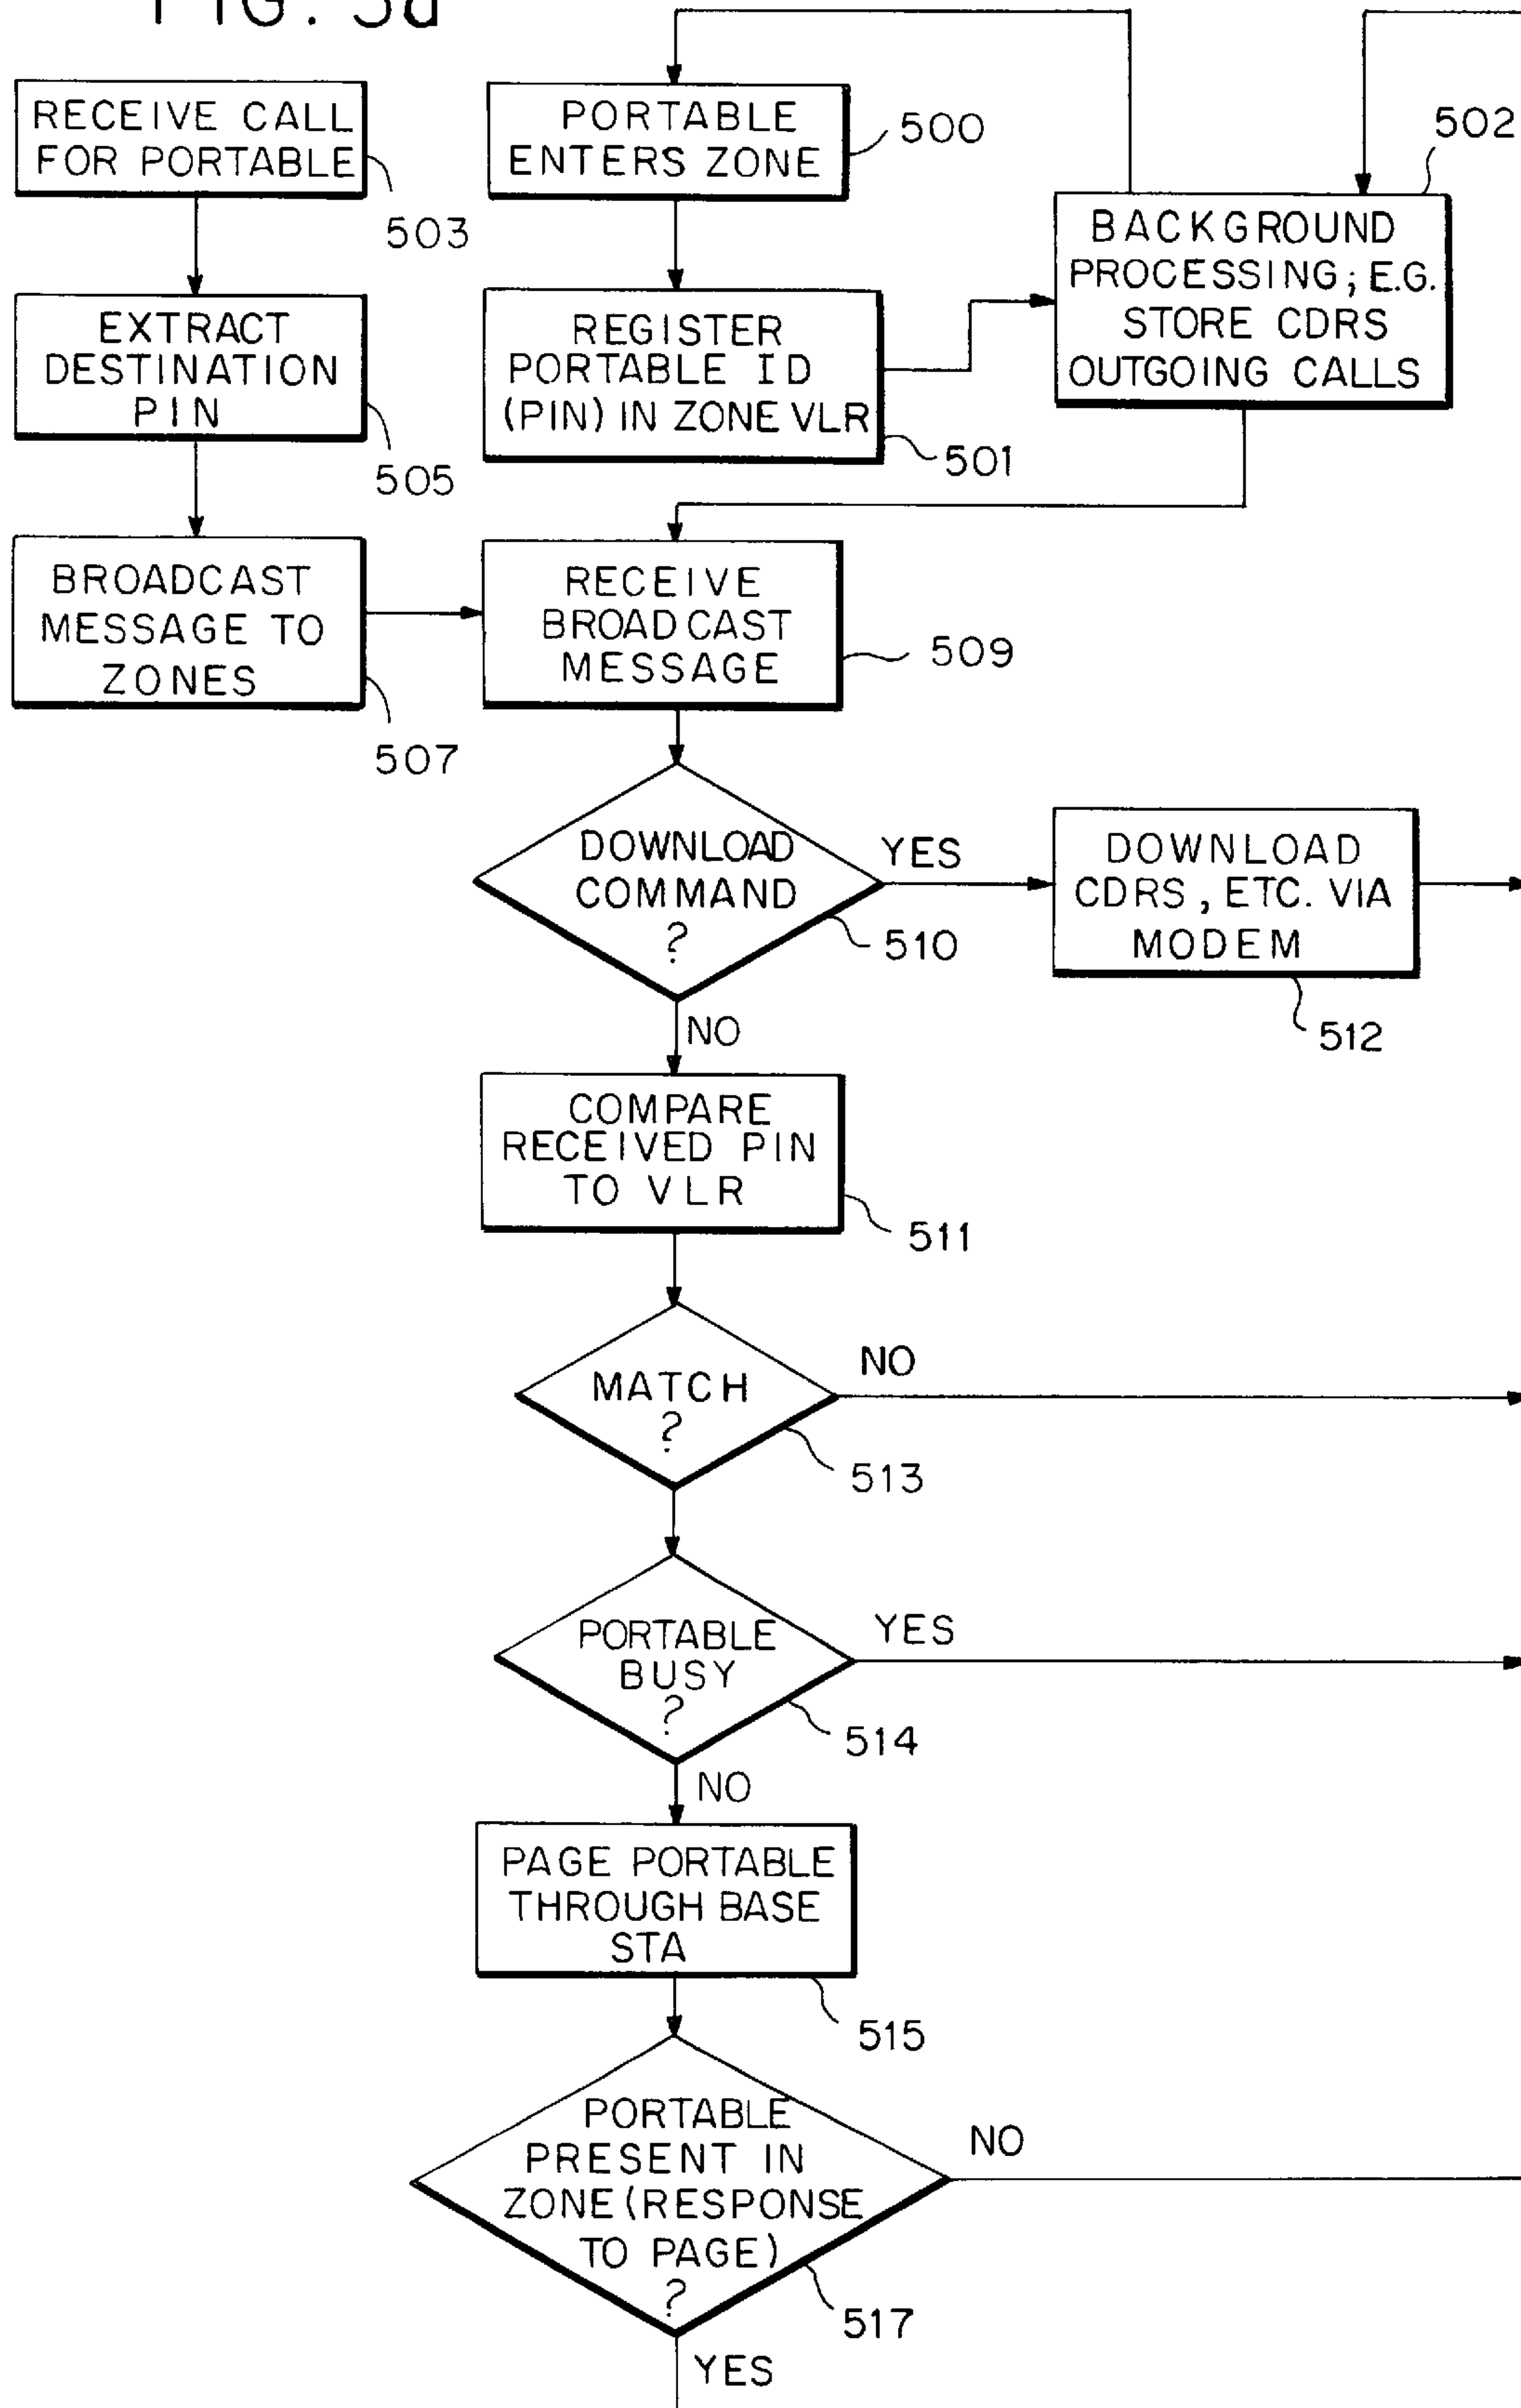 RECEIVE CALL
FOR PORTABLE
503
PORTABLE
ENTERS ZONE
500
502
BACKGROUND
PROCESSING; E.G.
STORE CDRS
OUTGOING CALLS
EXTRACT
DESTINATION
PIN
505
REGISTER
PORTABLE ID
(PIN) IN ZONE VLR
501
BROADCAST
MESSAGE TO
ZONES
507
RECEIVE
BROADCAST
MESSAGE
509
DOWNLOAD
COMMAND
?
510
YES
DOWNLOAD
CDRS, ETC. VIA
MODEM
512
NO
COMPARE
RECEIVED PIN
TO VLR
511
MATCH
?
513
NO
PORTABLE
BUSY
?
514
YES
NO
PAGE PORTABLE
THROUGH BASE
STA
515
PORTABLE
PRESENT IN
ZONE (RESPONSE
TO PAGE)
?
517
NO
YES